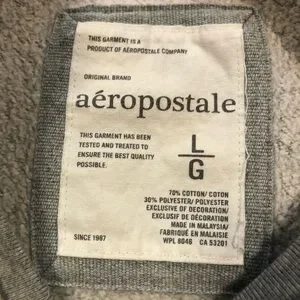 THIS GARMENT IS A
PRODUCT OF AÉROPOSTALE COMPANY
ORIGINAL BRAND
aéropostale
THIS GARMENT HAS BEEN
TESTED AND TREATED TO
ENSURE THE BEST QUALITY
POSSIBLE.
L
G
70% COTTON/ COTON
30% POLYESTER/ POLYESTER
EXCLUSIVE OF DECORATION/
EXCLUSIF DE DÉCORATION
MADE IN MALAYSIA/
FABRIQUÉ EN MALAISIE
SINCE 1987
WPL 8046 CA 53201